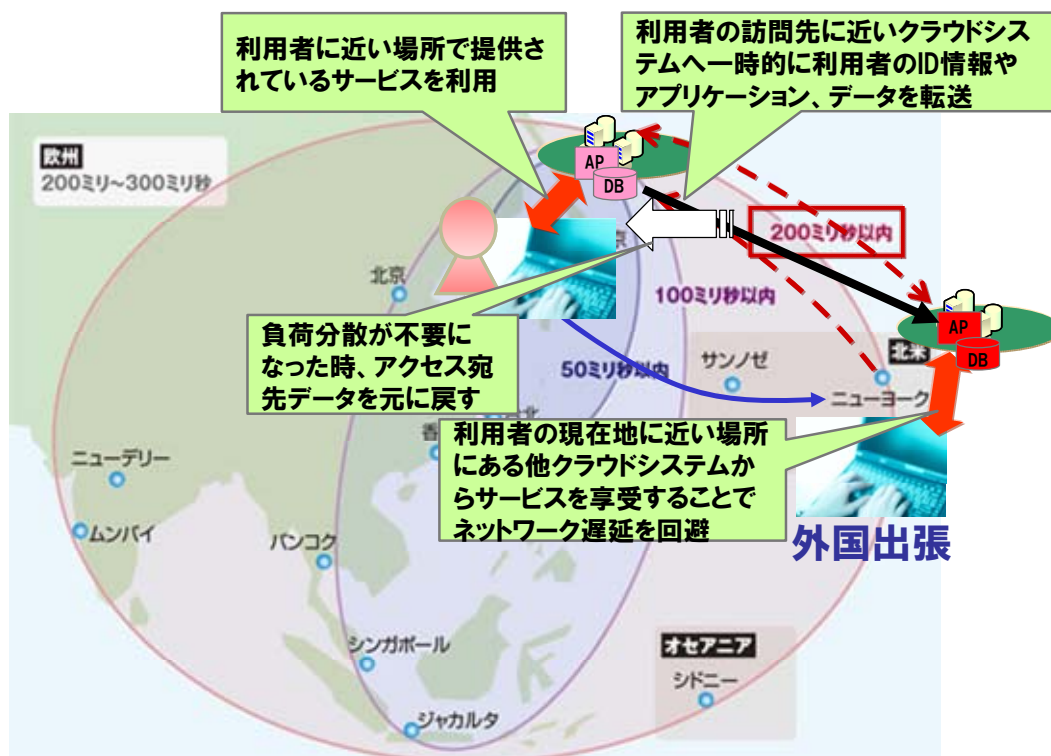 利用者に近い場所で提供さ
れているサービスを利用
利用者の訪問先に近いクラウドシス
テムへ一時的に利用者のID情報や
アプリケーション、データを転送
欧州
200ミリ～300ミリ秒
AP
DB
200ミリ秒以内
京
北京
100ミリ秒以内
AP
DB
北米
負荷分散が不要に
なった時、アクセス宛
先データを元に戻す
50ミリ秒以内
サンノゼ
ニューヨーク
香
利用者の現在地に近い場所
にある他クラウドシステムか
らサービスを享受することで
ネットワーク遅延を回避
外国出張
ニューデリー
ムンバイ
バンコク
シンガポール
オセアニア
シドニー
ジャカルタ